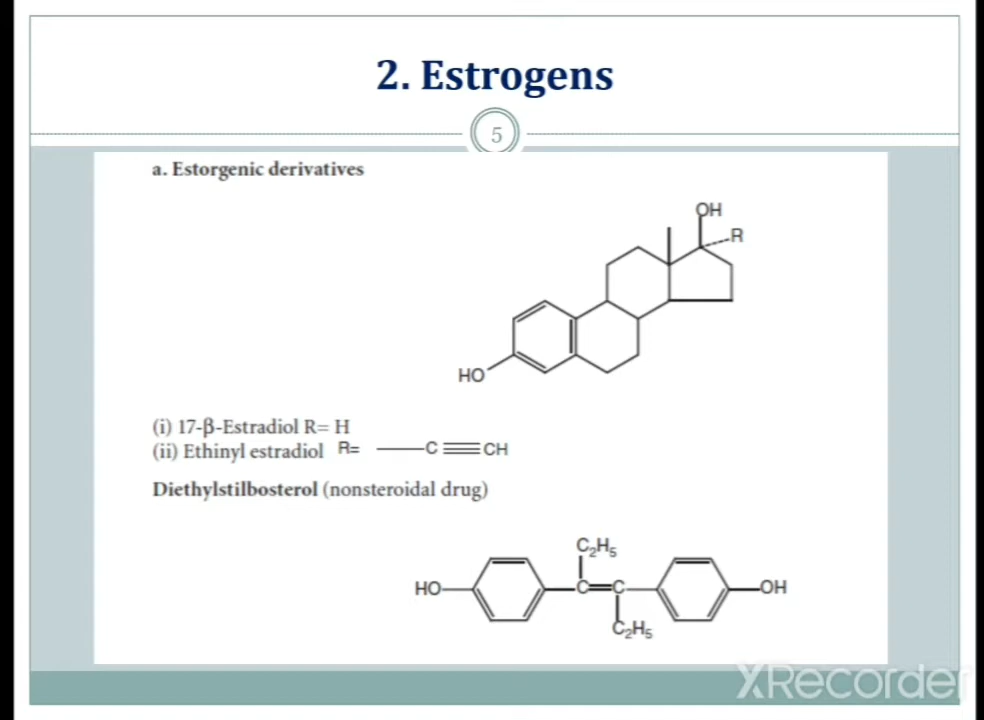 2. Estrogens
5
a. Estorgenic derivatives
OH
R
HO
(i) 17-β-Estradiol R= H
(ii) Ethinyl estradiol R= —C≡CH
Diethylstilbosterol (nonsteroidal drug)
C₂H₅
HO C=C OH
C₂H₅
XRecorder